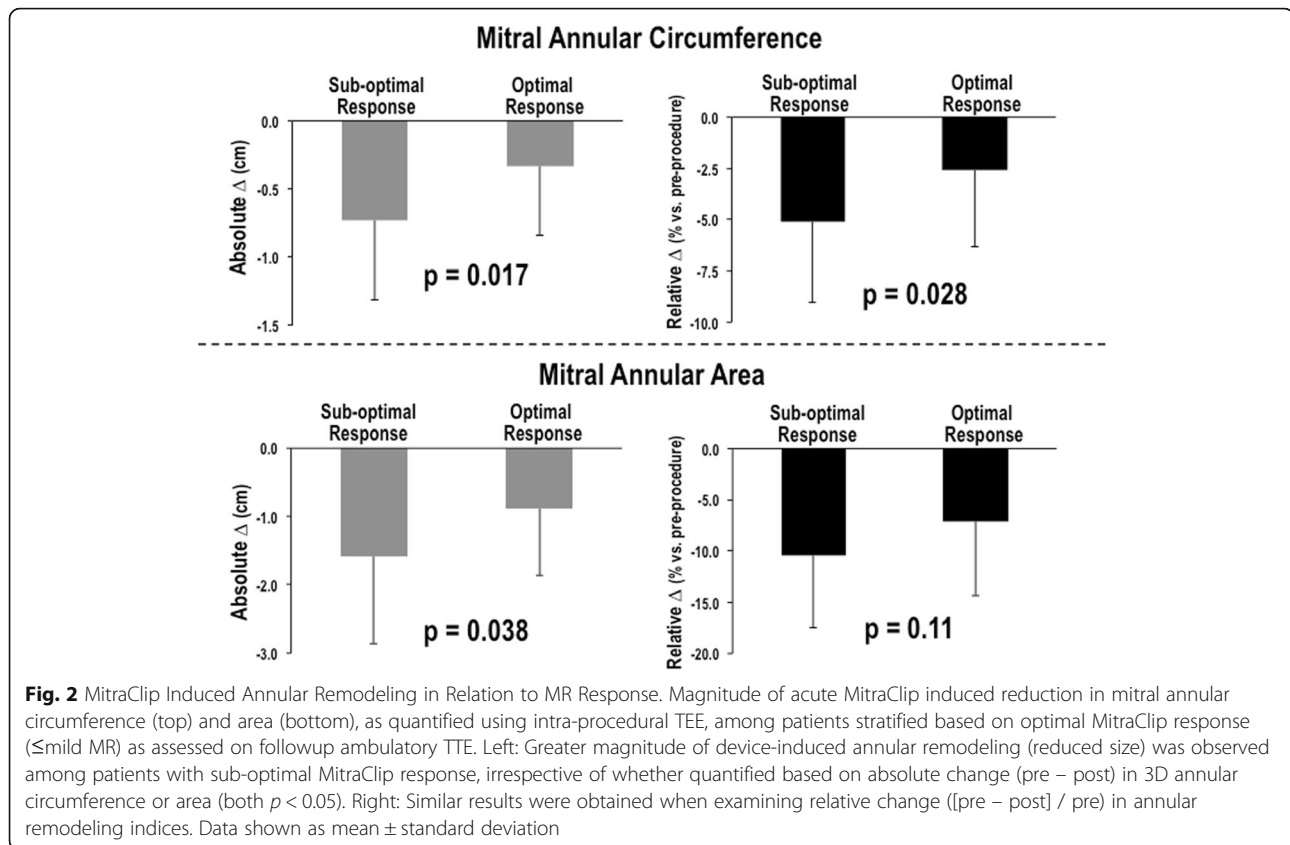 Mitral Annular Circumference
Sub-optimal Response
Optimal Response
Absolute Δ (cm)
0.0
-0.5
-1.0
-1.5
p = 0.017
Sub-optimal Response
Optimal Response
Relative Δ (% vs. pre-procedure)
0.0
-2.5
-5.0
-7.5
-10.0
p = 0.028
Mitral Annular Area
Sub-optimal Response
Optimal Response
Absolute Δ (cm)
0.0
-1.0
-2.0
-3.0
p = 0.038
Sub-optimal Response
Optimal Response
Relative Δ (% vs. pre-procedure)
0.0
-5.0
-10.0
-15.0
-20.0
p = 0.11
Fig. 2 MitraClip Induced Annular Remodeling in Relation to MR Response. Magnitude of acute MitraClip induced reduction in mitral annular
circumference (top) and area (bottom), as quantified using intra-procedural TEE, among patients stratified based on optimal MitraClip response
(≤mild MR) as assessed on followup ambulatory TTE. Left: Greater magnitude of device-induced annular remodeling (reduced size) was observed
among patients with sub-optimal MitraClip response, irrespective of whether quantified based on absolute change (pre – post) in 3D annular
circumference or area (both p < 0.05). Right: Similar results were obtained when examining relative change ([pre – post] / pre) in annular
remodeling indices. Data shown as mean ± standard deviation